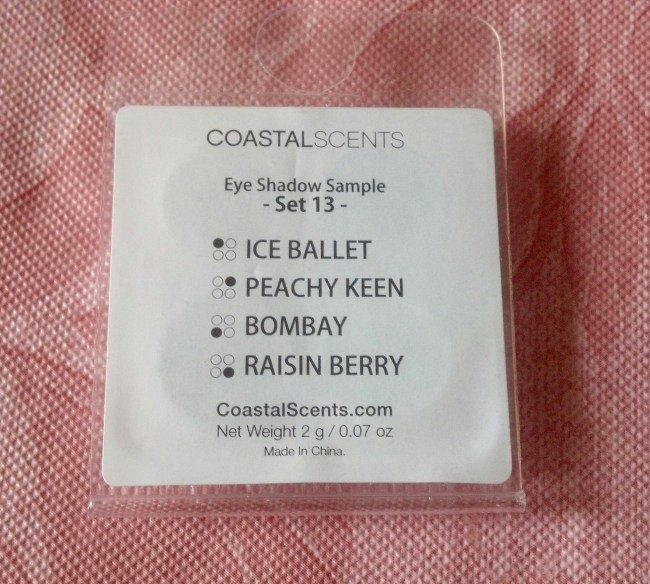 COASTALSCENTS
Eye Shadow Sample
- Set 13 -
ICE BALLET
PEACHY KEEN
BOMBAY
RAISIN BERRY
CoastalScents.com
Net Weight 2 g / 0.07 oz
Made In China.